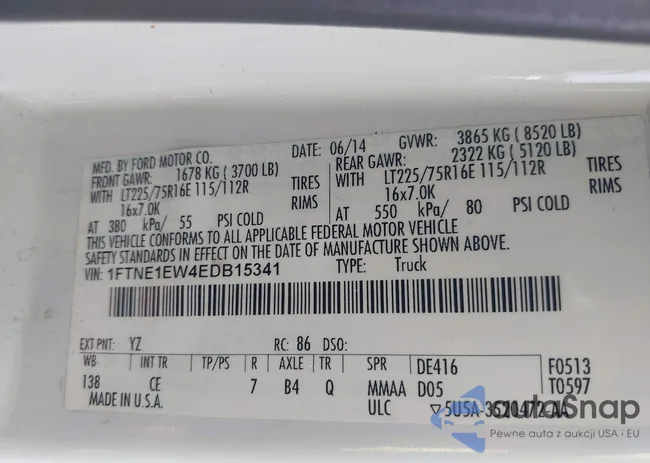 MFD. BY FORD MOTOR CO. DATE: 06/14 GVWR: 3865 KG ( 8520 LB)
FRONT GAWR: 1678 KG ( 3700 LB) REAR GAWR: 2322 KG ( 5120 LB)
WITH LT225/75R16E 115/112R TIRES WITH LT225/75R16E 115/112R TIRES
16x7.0K RIMS 16x7.0K RIMS
AT 380 kPa/ 55 PSI COLD AT 550 kPa/ 80 PSI COLD
THIS VEHICLE CONFORMS TO ALL APPLICABLE FEDERAL MOTOR VEHICLE
SAFETY STANDARDS IN EFFECT ON THE DATE OF MANUFACTURE SHOWN ABOVE.
VIN: 1FTNE1EW4EDB15341 TYPE: Truck
EXT PNT: YZ RC: 86 DSO:
WB INT TR TP/PS R AXLE TR SPR DE416 F0513
138 CE 7 B4 Q MMAA D05 T0597
MADE IN U.S.A. ULC ▽5U5A-3520472-AA
AutoSnap
Pewne auta z aukcji USA i EU